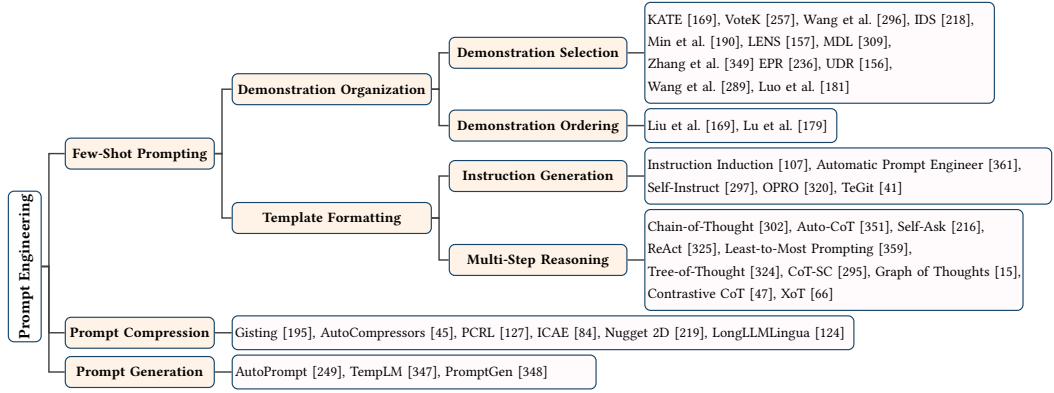 Prompt Engineering
Few-Shot Prompting
Demonstration Organization
Demonstration Selection
KATE [169], VoteK [257], Wang et al. [296], IDS [218],
Min et al. [190], LENS [157], MDL [309],
Zhang et al. [349] EPR [236], UDR [156],
Wang et al. [289], Luo et al. [181]
Demonstration Ordering
Liu et al. [169], Lu et al. [179]
Template Formatting
Instruction Generation
Instruction Induction [107], Automatic Prompt Engineer [361],
Self-Instruct [297], OPRO [320], TeGit [41]
Multi-Step Reasoning
Chain-of-Thought [302], Auto-CoT [351], Self-Ask [216],
ReAct [325], Least-to-Most Prompting [359],
Tree-of-Thought [324], CoT-SC [295], Graph of Thoughts [15],
Contrastive CoT [47], XoT [66]
Prompt Compression
Gisting [195], AutoCompressors [45], PCRL [127], ICAE [84], Nugget 2D [219], LongLLMLingua [124]
Prompt Generation
AutoPrompt [249], TempLM [347], PromptGen [348]